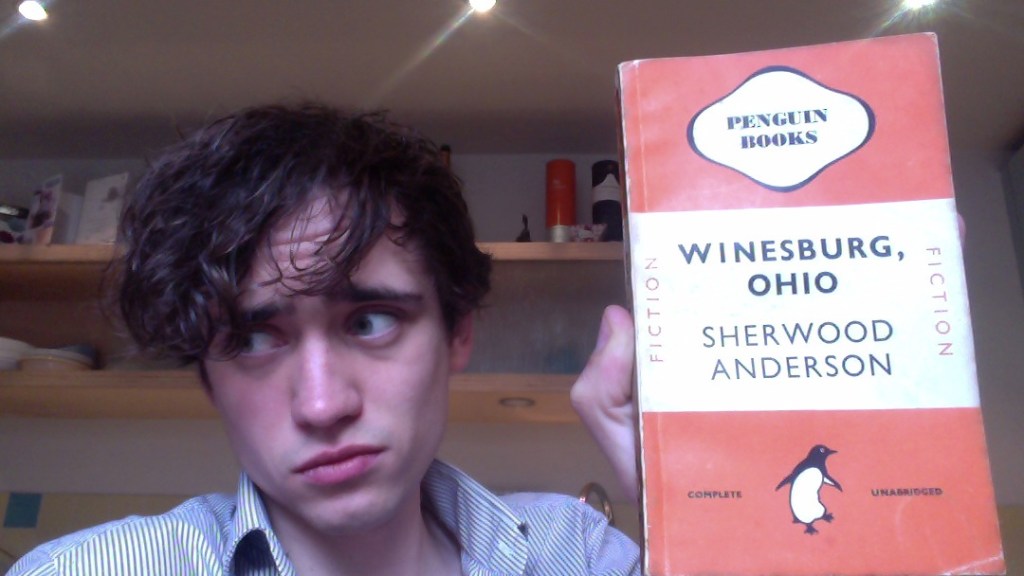 PENGUIN
BOOKS
FICTION
WINESBURG,
OHIO
SHERWOOD
ANDERSON
FICTION
COMPLETE
UNABRIDGED